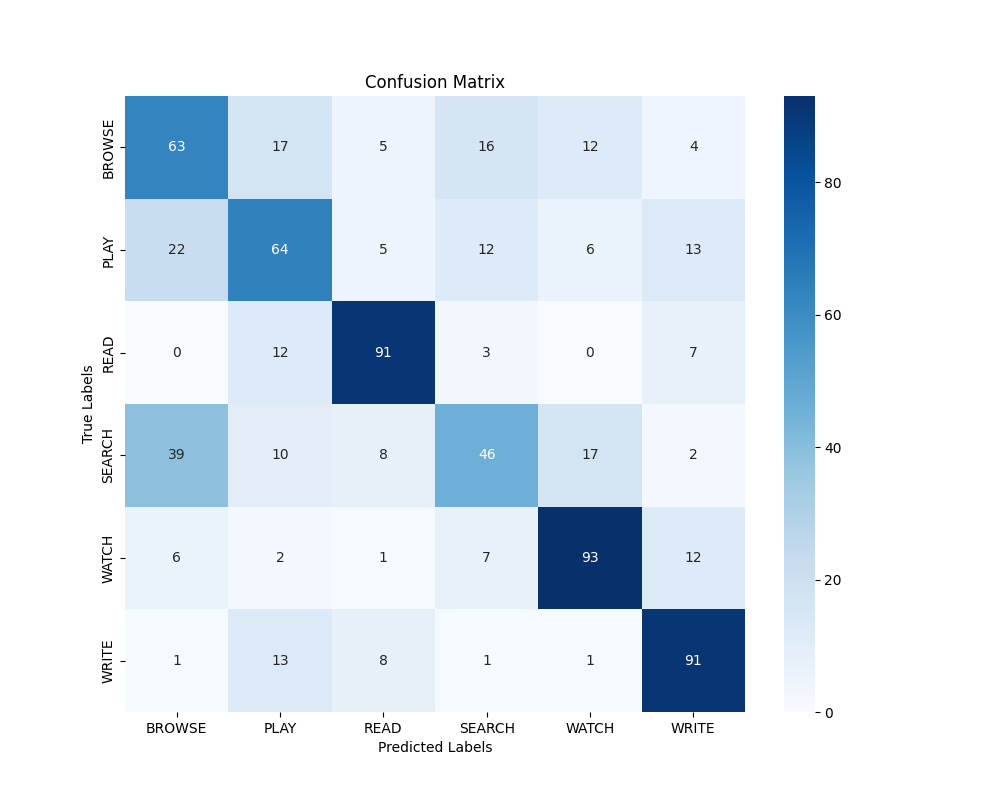 Confusion Matrix
BROWSE 63 17 5 16 12 4
PLAY 22 64 5 12 6 13
READ 0 12 91 3 0 7
SEARCH 39 10 8 46 17 2
WATCH 6 2 1 7 93 12
WRITE 1 13 8 1 1 91
BROWSE PLAY READ SEARCH WATCH WRITE
Predicted Labels
True Labels
80
60
40
20
0